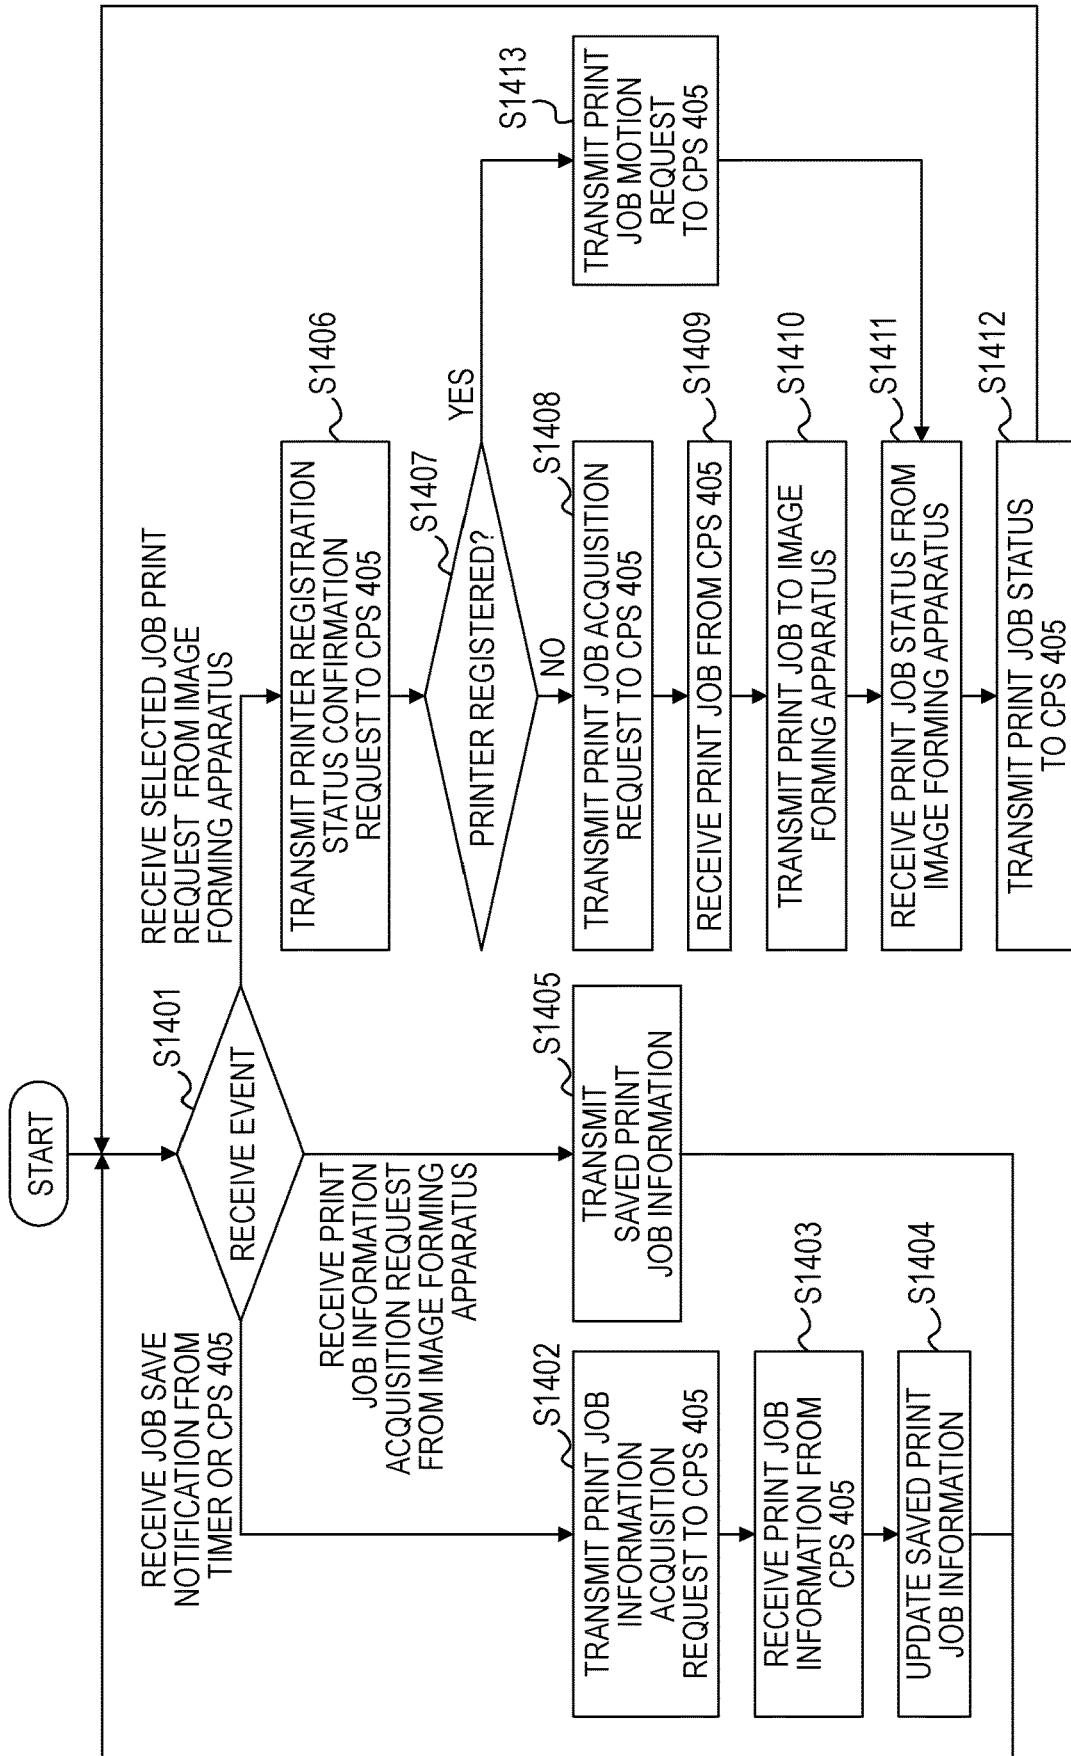 START
S1401
RECEIVE EVENT
RECEIVE JOB SAVE
NOTIFICATION FROM
TIMER OR CPS 405
S1402
TRANSMIT PRINT JOB
INFORMATION
ACQUISITION
REQUEST TO CPS 405
S1403
RECEIVE PRINT JOB
INFORMATION FROM
CPS 405
S1404
UPDATE SAVED PRINT
JOB INFORMATION
RECEIVE PRINT
JOB INFORMATION
ACQUISITION REQUEST
FROM IMAGE FORMING
APPARATUS
S1405
TRANSMIT
SAVED PRINT
JOB INFORMATION
RECEIVE SELECTED JOB PRINT
REQUEST FROM IMAGE
FORMING APPARATUS
S1406
TRANSMIT PRINTER REGISTRATION
STATUS CONFIRMATION
REQUEST TO CPS 405
S1407
PRINTER REGISTERED?
YES
NO
S1408
TRANSMIT PRINT JOB ACQUISITION
REQUEST TO CPS 405
S1409
RECEIVE PRINT JOB FROM CPS 405
S1410
TRANSMIT PRINT JOB TO IMAGE
FORMING APPARATUS
S1411
RECEIVE PRINT JOB STATUS FROM
IMAGE FORMING APPARATUS
S1412
TRANSMIT PRINT JOB STATUS
TO CPS 405
S1413
TRANSMIT PRINT
JOB MOTION
REQUEST
TO CPS 405